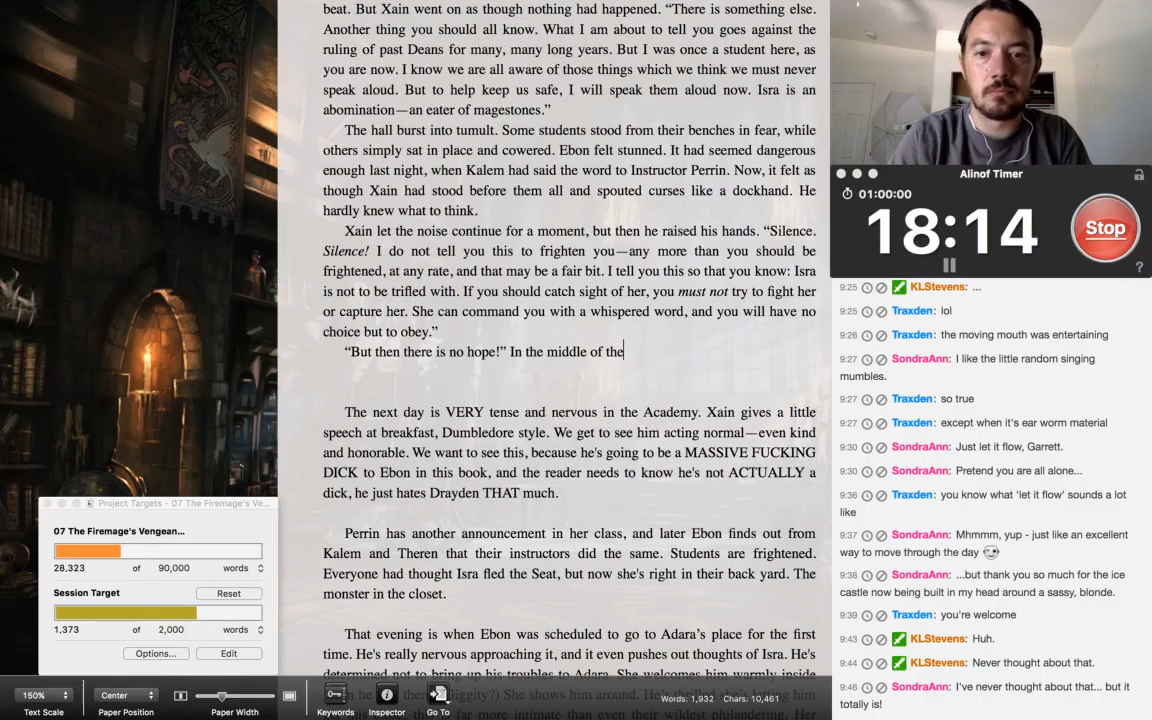 beat. But Xain went on as though nothing had happened. “There is something else.
Another thing you should all know. What I am about to tell you goes against the
ruling of past Deans for many, many long years. But I was once a student here, as
you are now. I know we are all aware of those things which we think we must never
speak aloud. But to help keep us safe, I will speak them aloud now. Isra is an
abomination—an eater of magestones.”
The hall burst into tumult. Some students stood from their benches in fear, while
others simply sat in place and cowered. Ebon felt stunned. It had seemed dangerous
enough last night, when Kalem had said the word to Instructor Perrin. Now, it felt as
though Xain had stood before them all and spouted curses like a dockhand. He
hardly knew what to think.
Xain let the noise continue for a moment, but then he raised his hands. “Silence.
Silence! I do not tell you this to frighten you—any more than you should be
frightened, at any rate, and that may be a fair bit. I tell you this so that you know: Isra
is not to be trifled with. If you should catch sight of her, you must not try to fight her
or capture her. She can command you with a whispered word, and you will have no
choice but to obey.”
“But then there is no hope!” In the middle of the
The next day is VERY tense and nervous in the Academy. Xain gives a little
speech at breakfast, Dumbledore style. We get to see him acting normal—even kind
and honorable. We want to see this, because he's going to be a MASSIVE FUCKING
DICK to Ebon in this book, and the reader needs to know he's not ACTUALLY a
dick, he just hates Drayden THAT much.
Perrin has another announcement in her class, and later Ebon finds out from
Kalem and Theren that their instructors did the same. Students are frightened.
Everyone had thought Isra fled the Seat, but now she's right in their back yard. The
monster in the closet.
That evening is when Ebon was scheduled to go to Adara’s place for the first
time. He's really nervous approaching it, and it even pushes out thoughts of Isra. He's
determined not to bring up his troubles to Adara. She welcomes him warmly inside
She shows him around. He's thrilled she's letting him
far more intimate than even their wildest philandering. Her
Project Targets - 07 The Firemage's Ve...
07 The Firemage's Vengean...
28,323 of 90,000 words
Session Target
Reset
1,373 of 2,000 words
Options...
Edit
150%
Text Scale
Center
Paper Position
Paper Width
Keywords
Inspector
Go To
Words: 1,932 Chars: 10,461
Alinof Timer
01:00:00
18:14
Stop
?
9:25 KLStevens: ...
9:25 Traxden: lol
9:26 Traxden: the moving mouth was entertaining
9:27 SondraAnn: I like the little random singing
mumbles.
9:27 Traxden: so true
9:27 Traxden: except when it's ear worm material
9:30 SondraAnn: Just let it flow, Garrett.
9:30 SondraAnn: Pretend you are all alone...
9:36 Traxden: you know what 'let it flow' sounds a lot
like
9:37 SondraAnn: Mhmmm, yup - just like an excellent
way to move through the day
9:38 SondraAnn: ...but thank you so much for the ice
castle now being built in my head around a sassy, blonde.
9:39 Traxden: you're welcome
9:43 KLStevens: Huh.
9:44 KLStevens: Never thought about that.
9:46 SondraAnn: I've never thought about that... but it
totally is!